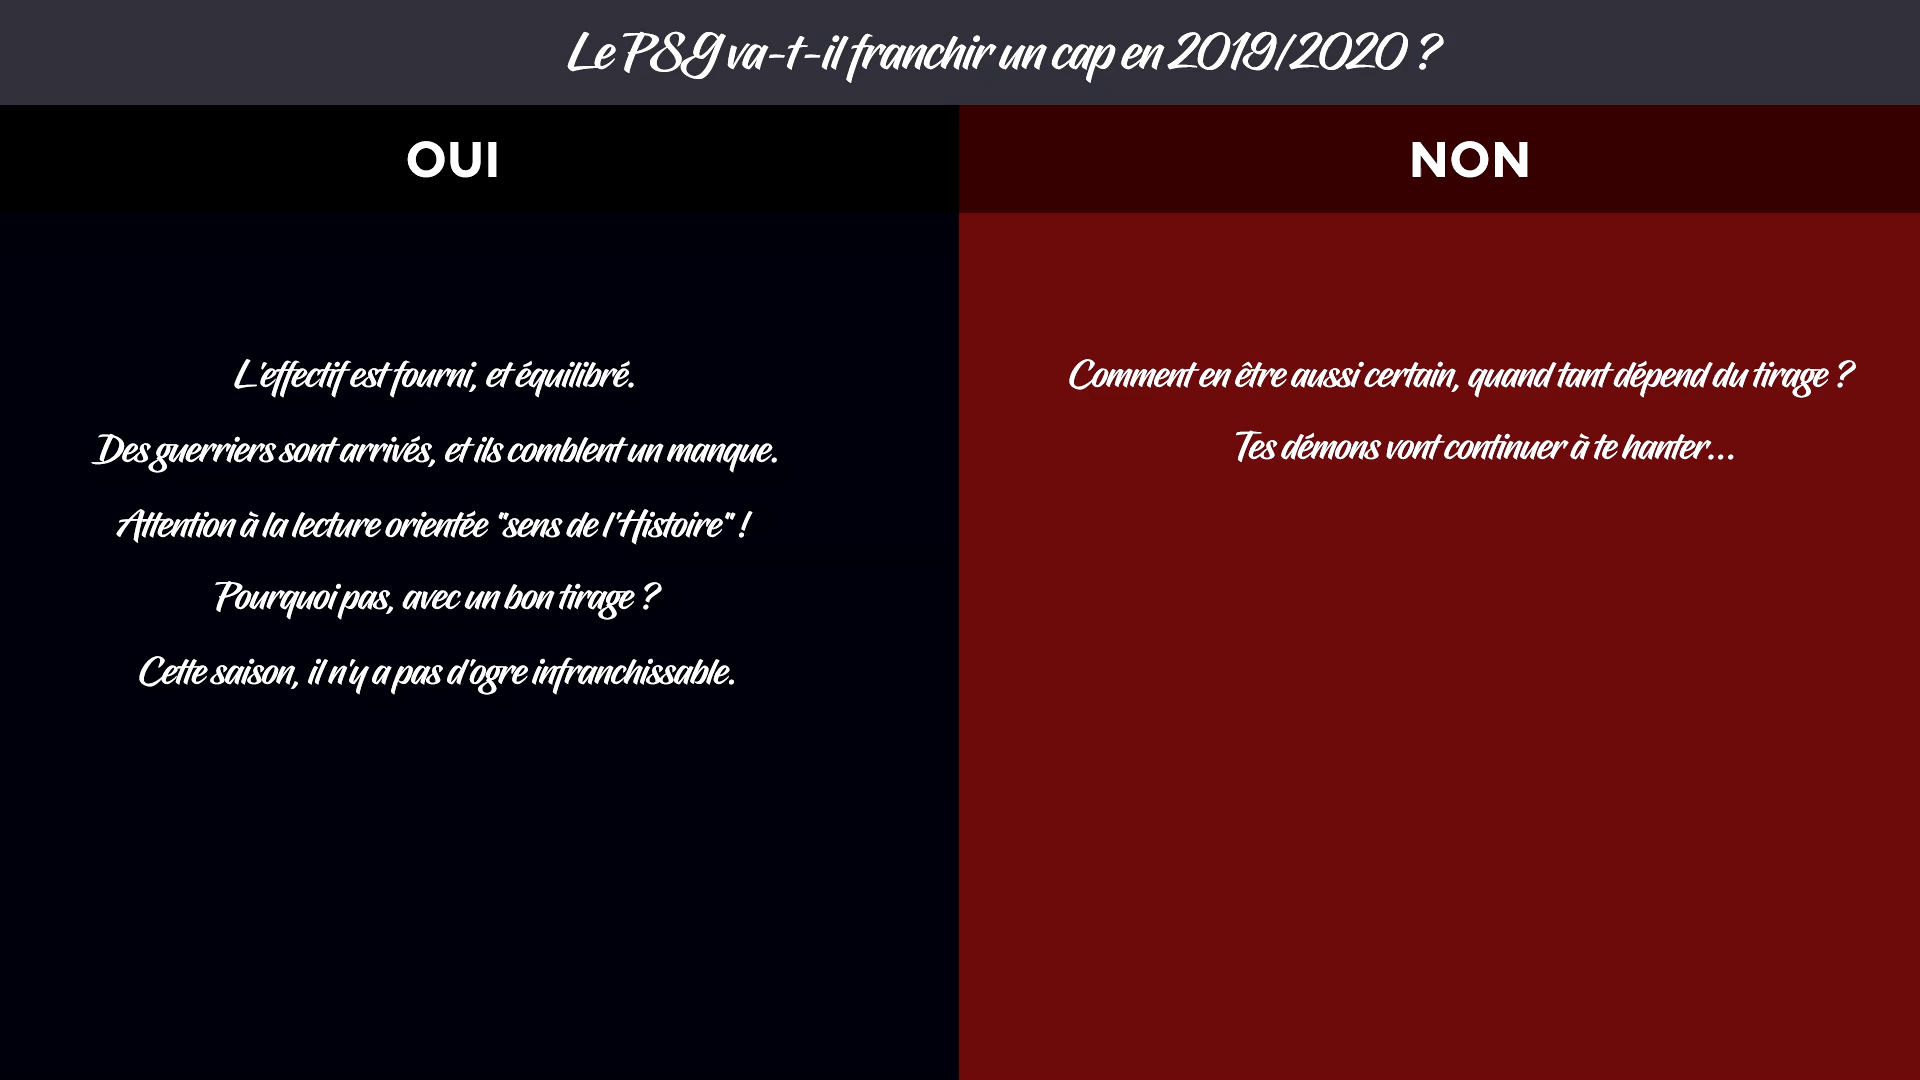 Le PSG va-t-il franchir un cap en 2019/2020 ?
OUI
NON
L'effectif est fourni, et équilibré.
Des guerriers sont arrivés, et ils comblent un manque.
Attention à la lecture orientée "sens de l'Histoire" !
Pourquoi pas, avec un bon tirage ?
Cette saison, il n'y a pas d'ogre infranchissable.
Comment en être aussi certain, quand tant dépend du tirage ?
Tes démons vont continuer à te hanter...